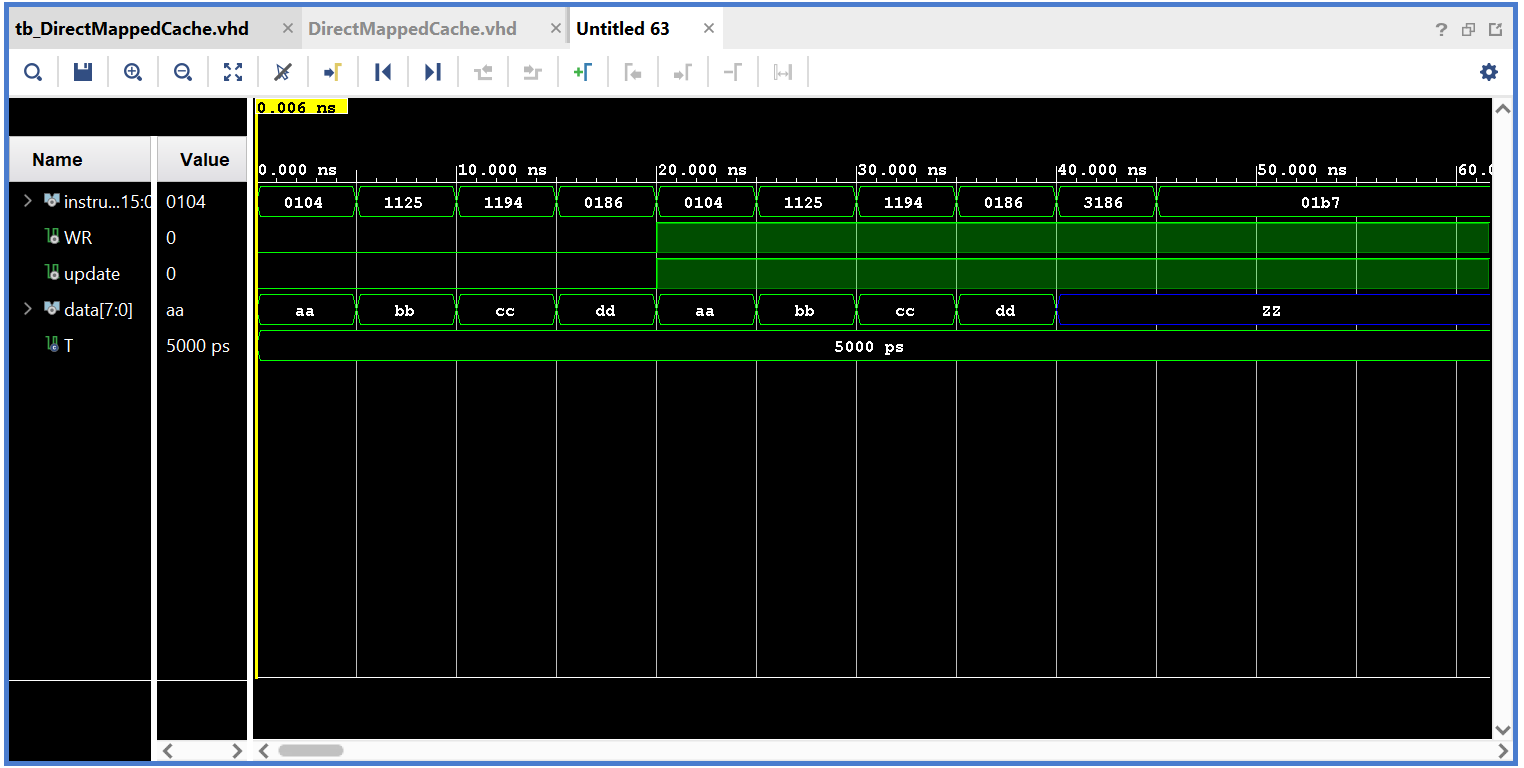 tb_DirectMappedCache.vhd × DirectMappedCache.vhd × Untitled 63 × ?
0.006 ns
Name Value
0.000 ns 10.000 ns 20.000 ns 30.000 ns 40.000 ns 50.000 ns 60.0
instru...15:0 0104 0104 1125 1194 0186 0104 1125 1194 0186 3186 01b7
WR 0
update 0
data[7:0] aa aa bb cc dd aa bb cc dd ZZ
T 5000 ps 5000 ps